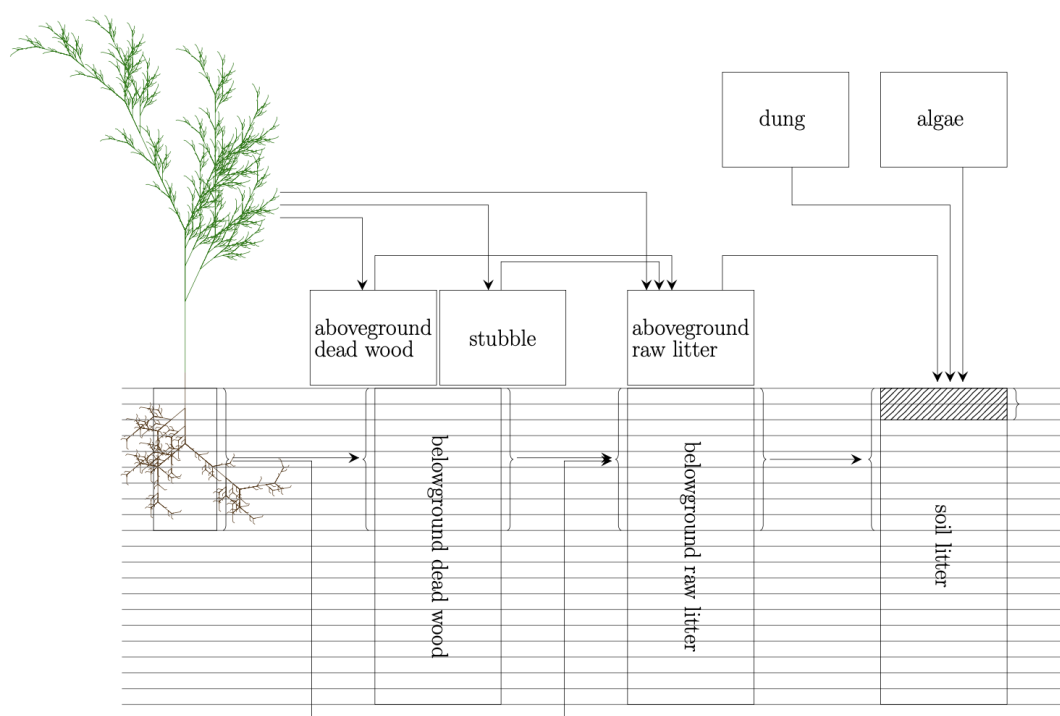 dung
algae
aboveground
dead wood
stubble
aboveground
raw litter
belowground dead wood
belowground raw litter
soil litter